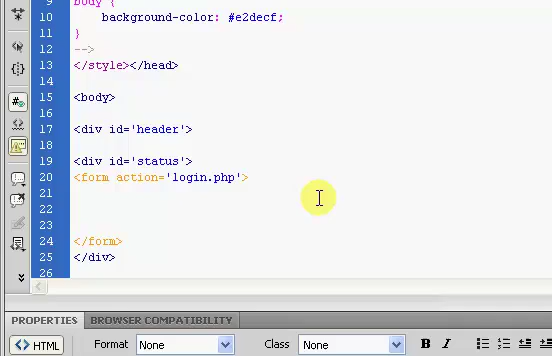 9 body {
10 background-color: #e2decf;
11 }
12 -->
13 </style></head>
14
15 <body>
16
17 <div id='header'>
18
19 <div id='status'>
20 <form action='login.php'>
21
22
23
24 </form>
25 </div>
26
PROPERTIES BROWSER COMPATIBILITY
<> HTML Format None Class None B I